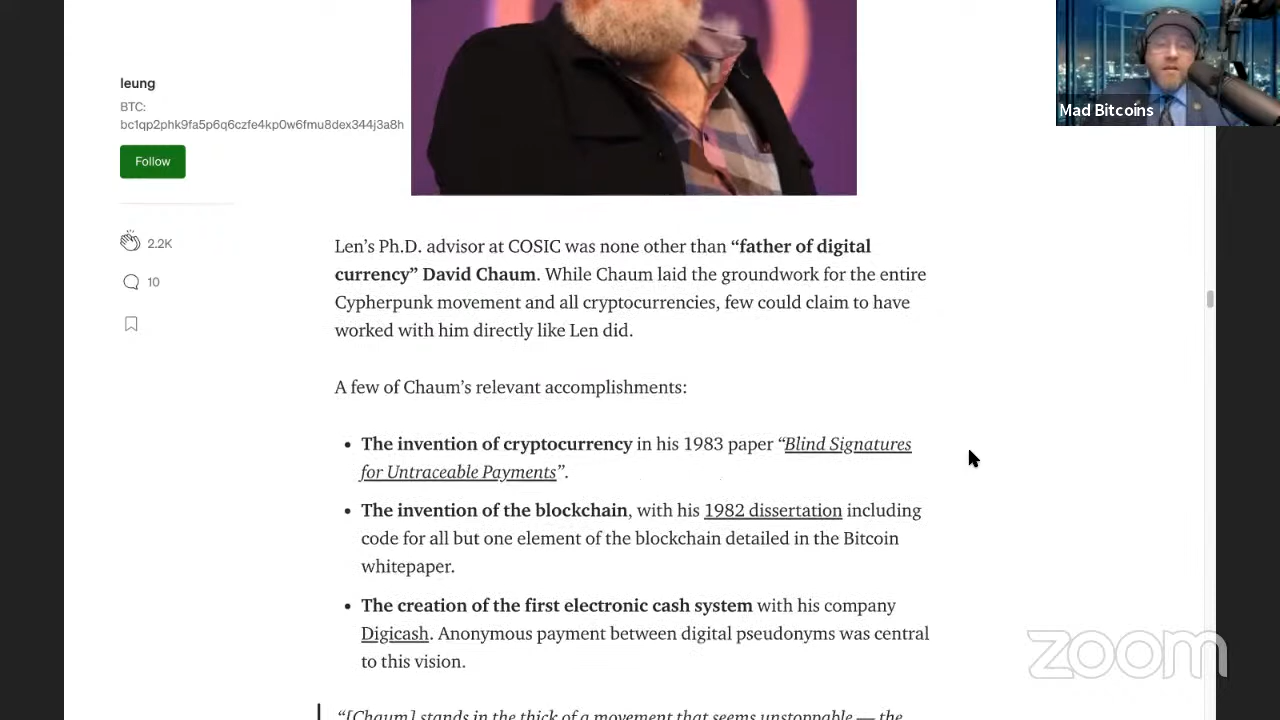 leung
BTC:
bc1qp2phk9fa5p6q6czfe4kp0w6fmu8dex344j3a8h
Follow
2.2K
10
Mad Bitcoins
Len’s Ph.D. advisor at COSIC was none other than “father of digital
currency” David Chaum. While Chaum laid the groundwork for the entire
Cypherpunk movement and all cryptocurrencies, few could claim to have
worked with him directly like Len did.
A few of Chaum’s relevant accomplishments:
• The invention of cryptocurrency in his 1983 paper “Blind Signatures
for Untraceable Payments”.
• The invention of the blockchain, with his 1982 dissertation including
code for all but one element of the blockchain detailed in the Bitcoin
whitepaper.
• The creation of the first electronic cash system with his company
Digicash. Anonymous payment between digital pseudonyms was central
to this vision.
“[Chaum] stands in the thick of a movement that seems unstoppable — the
zoom